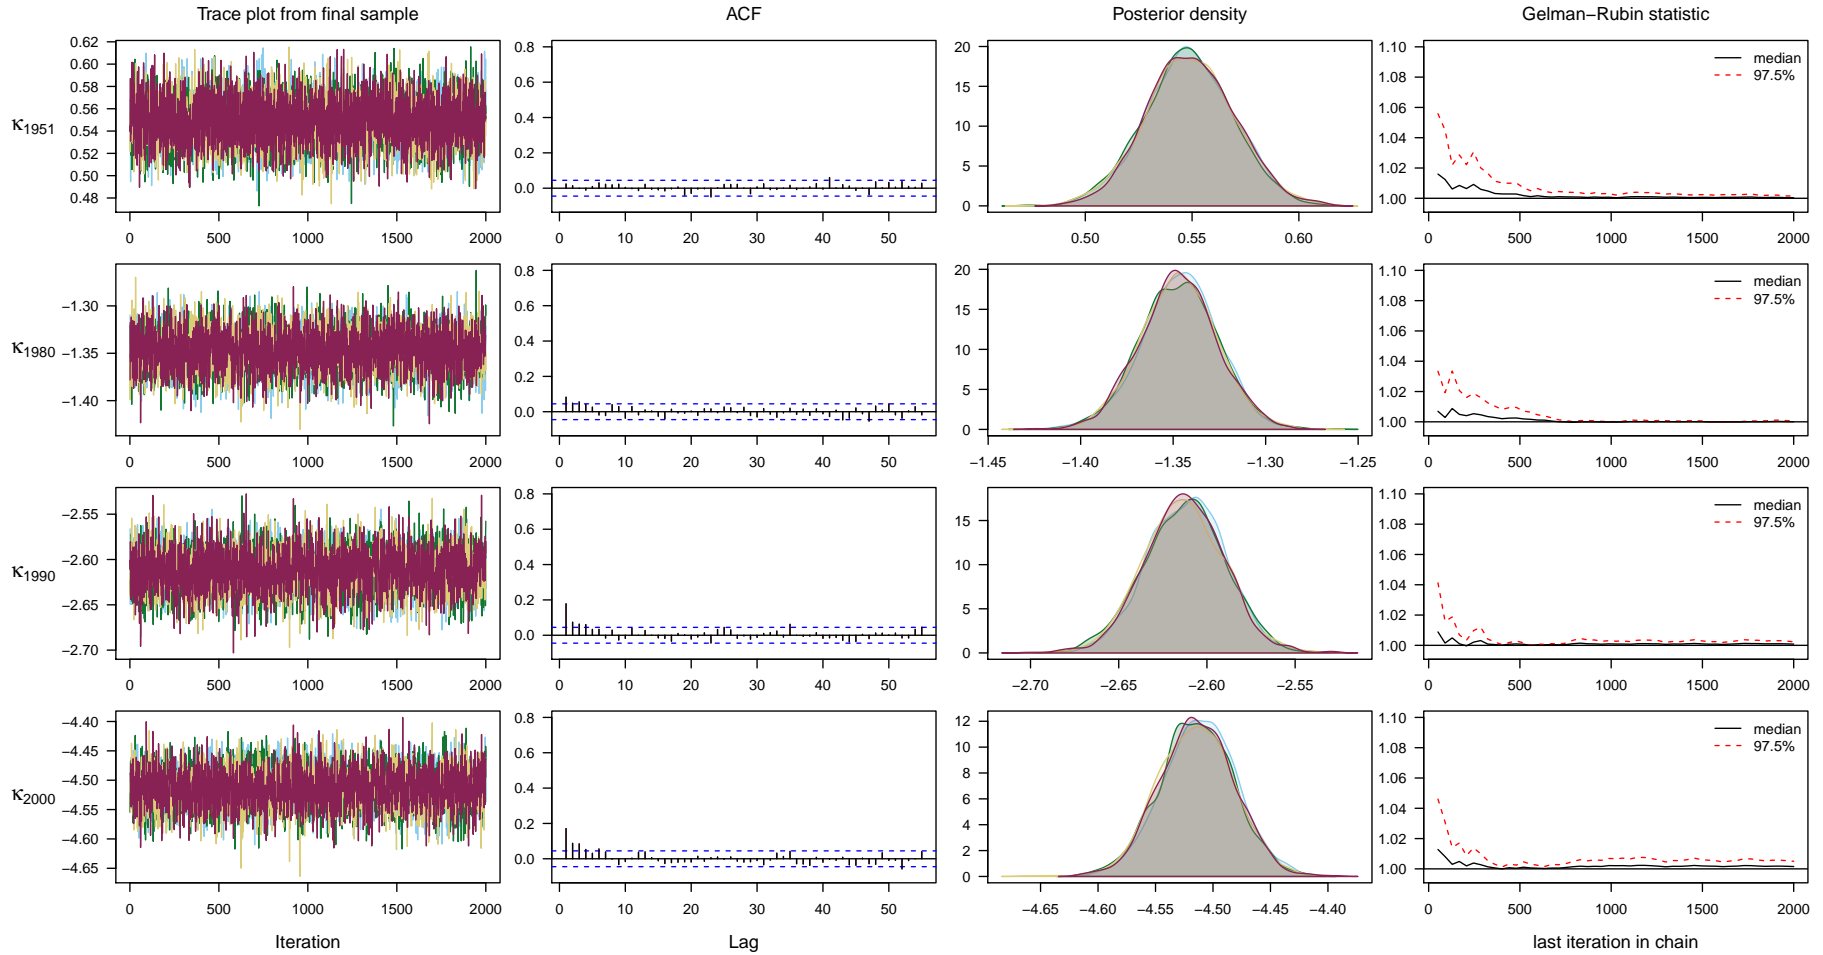 Trace plot from final sample ACF Posterior density Gelman−Rubin statistic
κ1951
0.48 0.50 0.52 0.54 0.56 0.58 0.60 0.62
0 500 1000 1500 2000
0.0 0.2 0.4 0.6 0.8
0 10 20 30 40 50
0 5 10 15 20
0.50 0.55 0.60
1.00 1.02 1.04 1.06 1.08 1.10
0 500 1000 1500 2000
median
97.5%
κ1980
−1.40 −1.35 −1.30
0 500 1000 1500 2000
0.0 0.2 0.4 0.6 0.8
0 10 20 30 40 50
0 5 10 15 20
−1.45 −1.40 −1.35 −1.30 −1.25
1.00 1.02 1.04 1.06 1.08 1.10
0 500 1000 1500 2000
median
97.5%
κ1990
−2.70 −2.65 −2.60 −2.55
0 500 1000 1500 2000
0.0 0.2 0.4 0.6 0.8
0 10 20 30 40 50
0 5 10 15
−2.70 −2.65 −2.60 −2.55
1.00 1.02 1.04 1.06 1.08 1.10
0 500 1000 1500 2000
median
97.5%
κ2000
−4.65 −4.60 −4.55 −4.50 −4.45 −4.40
0 500 1000 1500 2000
0.0 0.2 0.4 0.6 0.8
0 10 20 30 40 50
0 2 4 6 8 10 12
−4.65 −4.60 −4.55 −4.50 −4.45 −4.40
1.00 1.02 1.04 1.06 1.08 1.10
0 500 1000 1500 2000
median
97.5%
Iteration Lag last iteration in chain